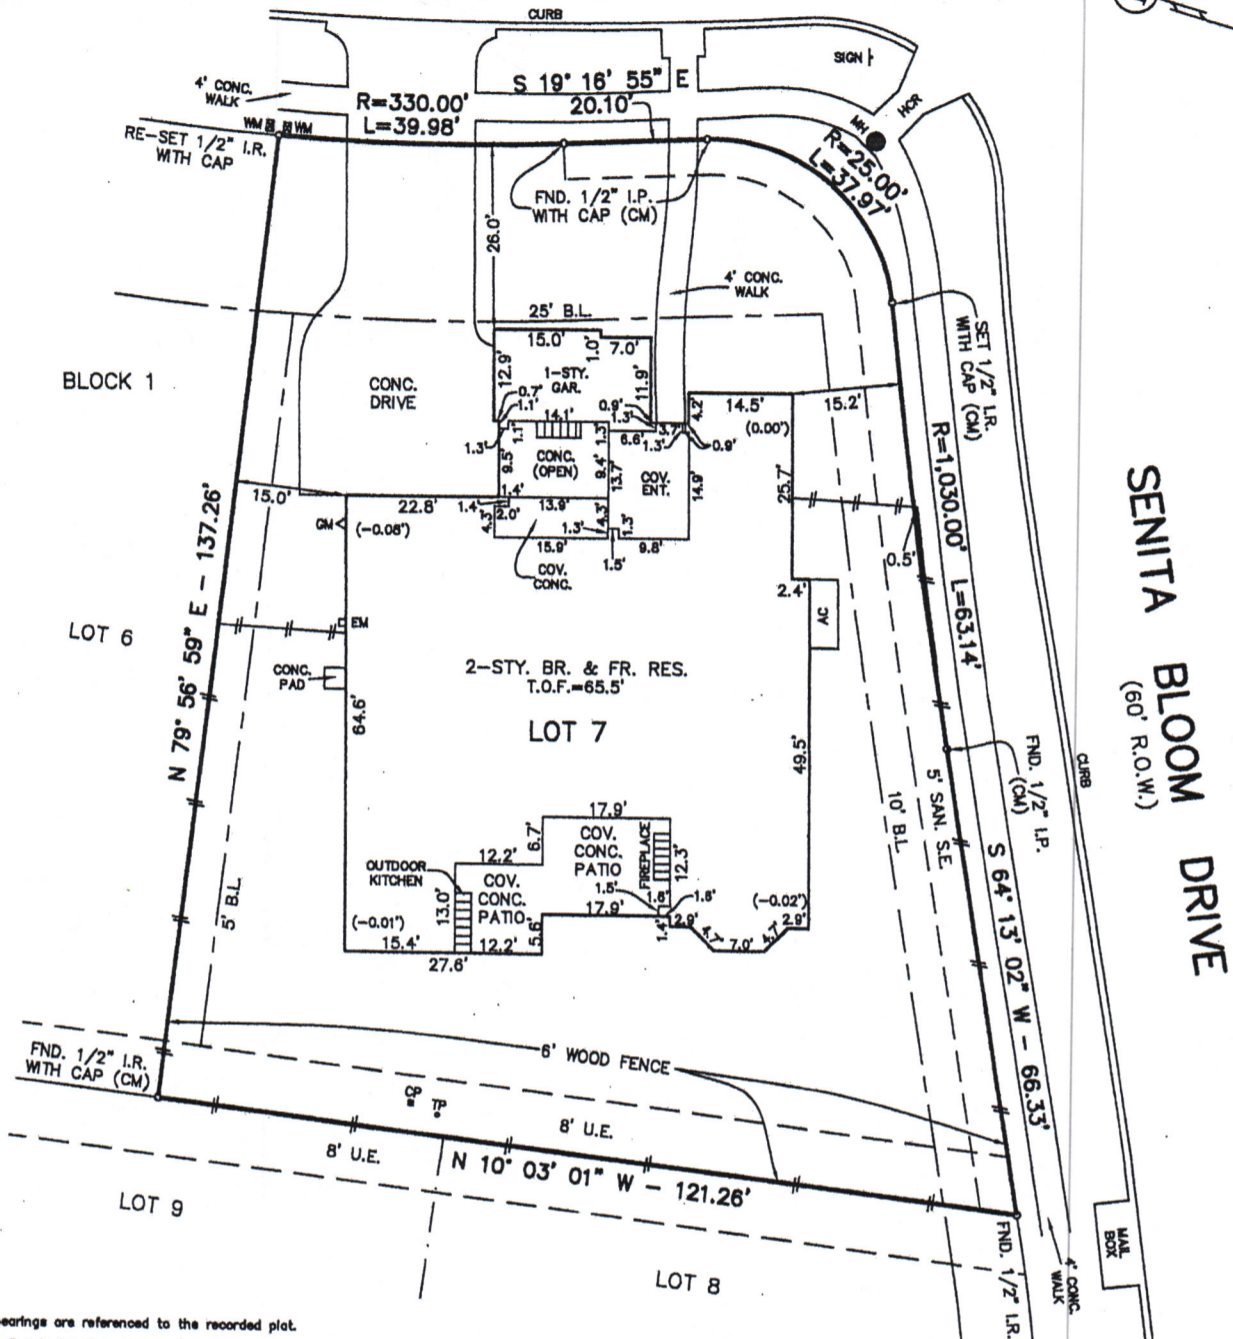 CURB
SIGN
4' CONC.
WALK
S 19° 16' 55" E
20.10'
R=330.00'
L=39.98'
HCR
MH
WM
WM
RE-SET 1/2" I.R.
WITH CAP
R=25.00'
L=37.97'
FND. 1/2" I.P.
WITH CAP (CM)
26.0'
4' CONC.
WALK
25' B.L.
SET 1/2" I.R.
WITH CAP (CM)
BLOCK 1
CONC.
DRIVE
15.0'
1.0'
7.0'
12.9'
1-STY.
GAR.
11.9'
0.7'
1.1'
14.1'
0.9'
1.3'
4.2'
14.5'
15.2'
(0.00')
1.3'
1.1'
1.3'
6.6'
3.7'
1.3'
0.9'
9.5'
CONC.
(OPEN)
9.4'
13.7'
COV.
ENT.
14.9'
25.7'
R=1,030.00' L=63.14'
15.0'
22.8'
1.4'
1.4'
2.0'
13.9'
GM
(-0.08')
4.3'
1.3'
4.3'
1.3'
15.9'
1.5'
9.8'
0.5'
COV.
CONC.
N 79° 56' 59" E - 137.26'
2.4'
AC
EM
LOT 6
CONC.
PAD
2-STY. BR. & FR. RES.
T.O.F.=65.5'
LOT 7
64.6'
49.5'
SENITA BLOOM DRIVE
(60' R.O.W.)
CURB
FND. 1/2" I.P.
(CM)
5' SAN. S.E.
10' B.L.
S 64° 13' 02" W - 66.33'
17.9'
6.7'
COV.
CONC.
PATIO
FIREPLACE
12.3'
12.2'
OUTDOOR
KITCHEN
COV.
CONC.
PATIO
13.0'
1.5'
1.6'
1.6'
(-0.02')
5' B.L.
(-0.01')
17.9'
1.4'
2.9'
4.7'
7.0'
4.7'
2.9'
15.4'
12.2'
5.6'
27.6'
6' WOOD FENCE
FND. 1/2" I.R.
WITH CAP (CM)
CP
TP
8' U.E.
8' U.E.
N 10° 03' 01" W - 121.26'
LOT 9
LOT 8
FND. 1/2" I.R.
4' CONC.
WALK
MAIL
BOX
earings are referenced to the recorded plat.